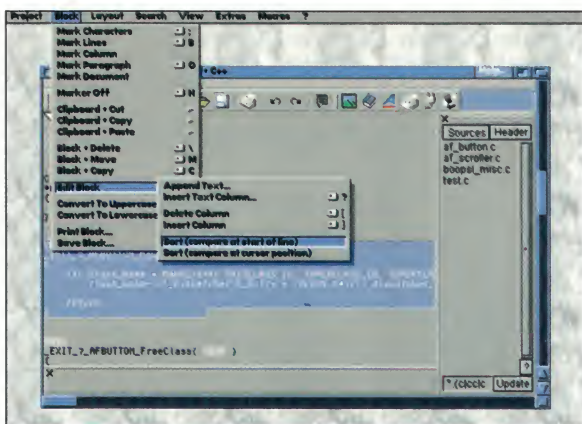 Project Block Layout Search View Extras Macros ?
Mark Characters ;
Mark Lines B
Mark Column
Mark Paragraph O
Mark Document
Marker Off N
Clipboard + Cut
Clipboard + Copy
Clipboard + Paste
Block + Delete \
Block + Move M
Block + Copy C
Edit Block
Convert To Uppercase
Convert To Lowercase
Print Block...
Save Block...
Append Text...
Insert Text Column... ?
Delete Column [
Insert Column ]
Sort (compare at start of line)
Sort (compare at cursor position)
C++
X
Sources Header
af_button.c
af_scroller.c
boopsi_misc.c
test.c
_EXIT_?_AFBUTTON_FreeClass( )
{
X
?
Update